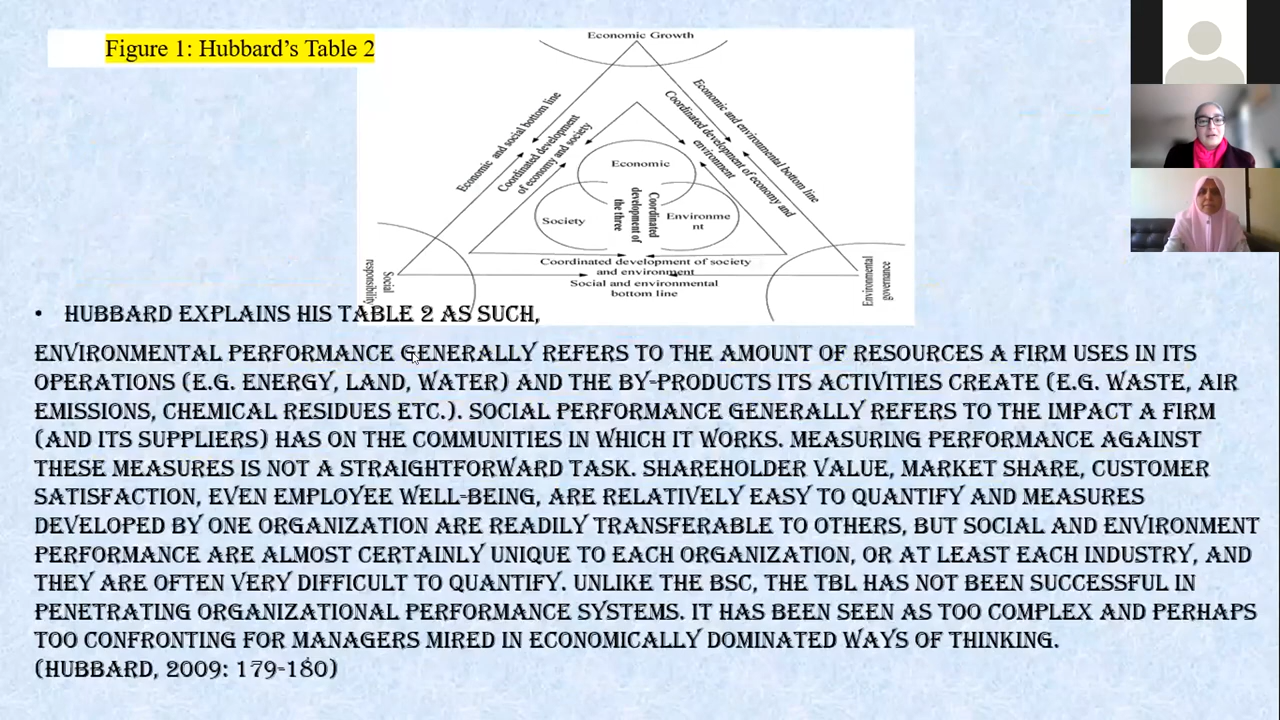 Figure 1: Hubbard's Table 2
Economic Growth
Economic and social bottom line
Coordinated development
of economy and society
Economic and environmental bottom line
Coordinated development of economy and
environment
Economic
Society
Environme
nt
Coordinated
development of
the three
Coordinated development of society
and environment
Social and environmental
bottom line
Social
responsibility
Environmental
governance
• HUBBARD EXPLAINS HIS TABLE 2 AS SUCH,
ENVIRONMENTAL PERFORMANCE GENERALLY REFERS TO THE AMOUNT OF RESOURCES A FIRM USES IN ITS
OPERATIONS (E.G. ENERGY, LAND, WATER) AND THE BY-PRODUCTS ITS ACTIVITIES CREATE (E.G. WASTE, AIR
EMISSIONS, CHEMICAL RESIDUES ETC.). SOCIAL PERFORMANCE GENERALLY REFERS TO THE IMPACT A FIRM
(AND ITS SUPPLIERS) HAS ON THE COMMUNITIES IN WHICH IT WORKS. MEASURING PERFORMANCE AGAINST
THESE MEASURES IS NOT A STRAIGHTFORWARD TASK. SHAREHOLDER VALUE, MARKET SHARE, CUSTOMER
SATISFACTION, EVEN EMPLOYEE WELL-BEING, ARE RELATIVELY EASY TO QUANTIFY AND MEASURES
DEVELOPED BY ONE ORGANIZATION ARE READILY TRANSFERABLE TO OTHERS, BUT SOCIAL AND ENVIRONMENT
PERFORMANCE ARE ALMOST CERTAINLY UNIQUE TO EACH ORGANIZATION, OR AT LEAST EACH INDUSTRY, AND
THEY ARE OFTEN VERY DIFFICULT TO QUANTIFY. UNLIKE THE BSC, THE TBL HAS NOT BEEN SUCCESSFUL IN
PENETRATING ORGANIZATIONAL PERFORMANCE SYSTEMS. IT HAS BEEN SEEN AS TOO COMPLEX AND PERHAPS
TOO CONFRONTING FOR MANAGERS MIRED IN ECONOMICALLY DOMINATED WAYS OF THINKING.
(HUBBARD, 2009: 179-180)